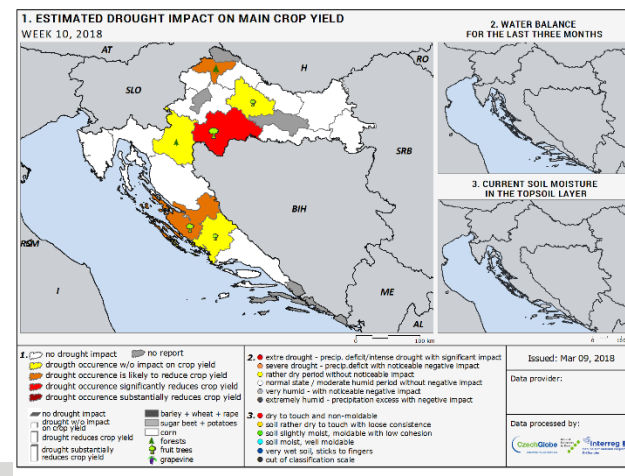 1. ESTIMATED DROUGHT IMPACT ON MAIN CROP YIELD
WEEK 10, 2018
AT
H
RO
SLO
SRB
BIH
RSM
I
ME
AL
100 km
2. WATER BALANCE
FOR THE LAST THREE MONTHS
3. CURRENT SOIL MOISTURE
IN THE TOPSOIL LAYER
1. no drought impact no report
drought occurence w/o impact on crop yield
drought occurence is likely to reduce crop yield
drought occurence significantly reduces crop yield
drought occurence substantially reduces crop yield
no drought impact
drought w/o impact
on crop yield
drought reduces crop yield
drought substantially
reduces crop yield
barley + wheat + rape
sugar beet + potatoes
corn
forests
fruit trees
grapevine
2. extre drought - precip. deficit/intense drought with significant impact
severe drought - precip.deficit with noticeable negative impact
rather dry period without noticeable impact
normal state / moderate humid period without negative impact
very humid - with noticeable negative impact
extremely humid - precipitation excess with negative impact
3. dry to touch and non-moldable
soil rather dry to touch with loose consistence
soil slightly moist, moldable with low cohesion
soil moist, well moldable
very wet soil, sticks to fingers
out of classification scale
Issued: Mar 09, 2018
Data provider:
Data processed by:
CzechGlobe
Interreg